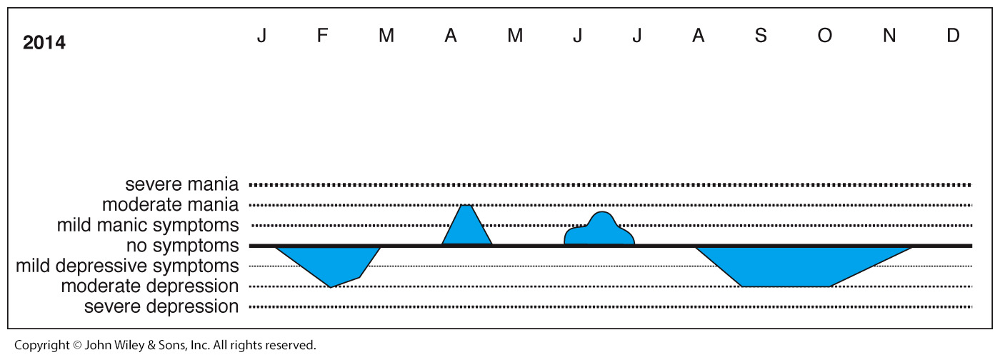 2014 J F M A M J J A S O N D
severe mania
moderate mania
mild manic symptoms
no symptoms
mild depressive symptoms
moderate depression
severe depression
Copyright © John Wiley & Sons, Inc. All rights reserved.